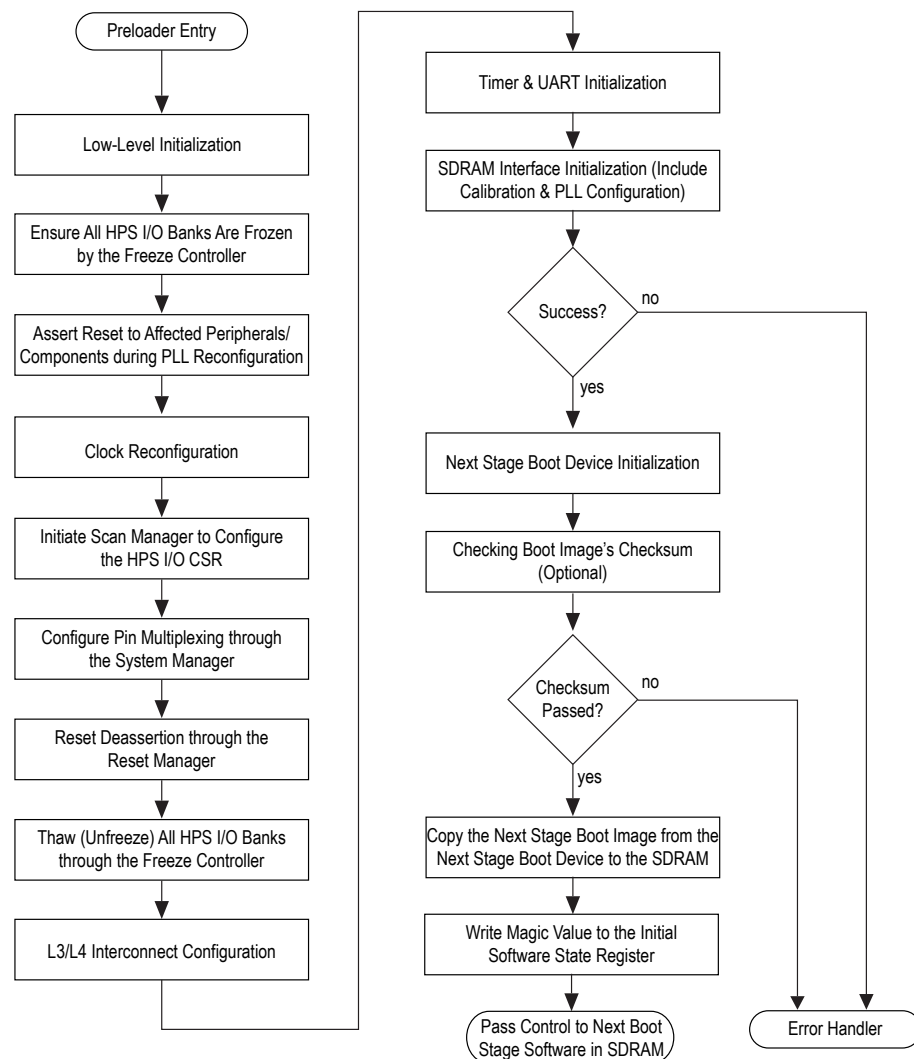 Preloader Entry
Low-Level Initialization
Ensure All HPS I/O Banks Are Frozen
by the Freeze Controller
Assert Reset to Affected Peripherals/
Components during PLL Reconfiguration
Clock Reconfiguration
Initiate Scan Manager to Configure
the HPS I/O CSR
Configure Pin Multiplexing through
the System Manager
Reset Deassertion through the
Reset Manager
Thaw (Unfreeze) All HPS I/O Banks
through the Freeze Controller
L3/L4 Interconnect Configuration
Timer & UART Initialization
SDRAM Interface Initialization (Include
Calibration & PLL Configuration)
Success?
no
yes
Next Stage Boot Device Initialization
Checking Boot Image's Checksum
(Optional)
Checksum
Passed?
no
yes
Copy the Next Stage Boot Image from the
Next Stage Boot Device to the SDRAM
Write Magic Value to the Initial
Software State Register
Pass Control to Next Boot
Stage Software in SDRAM
Error Handler